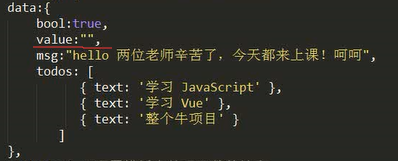 data:{
bool:true,
value:"",
msg:"hello 两位老师辛苦了，今天都来上课！呵呵",
todos: [
{ text: '学习 JavaScript' },
{ text: '学习 Vue' },
{ text: '整个牛项目' }
]
},